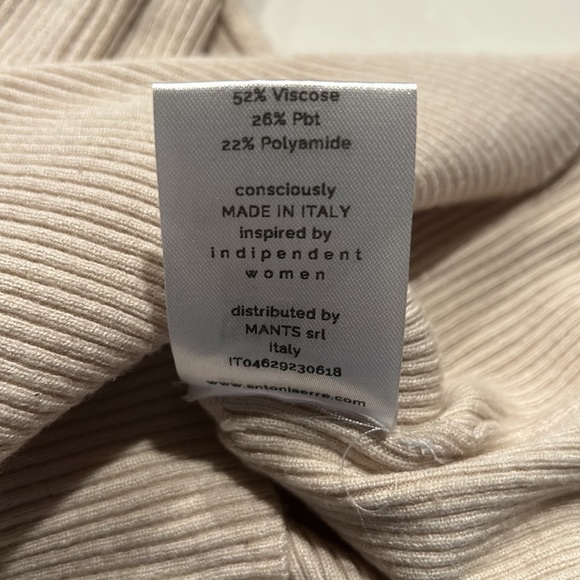 52% Viscose
26% Pbt
22% Polyamide
consciously
MADE IN ITALY
inspired by
indipendent
women
distributed by
MANTS srl
Italy
IT04629230618
www.antoniaerre.com